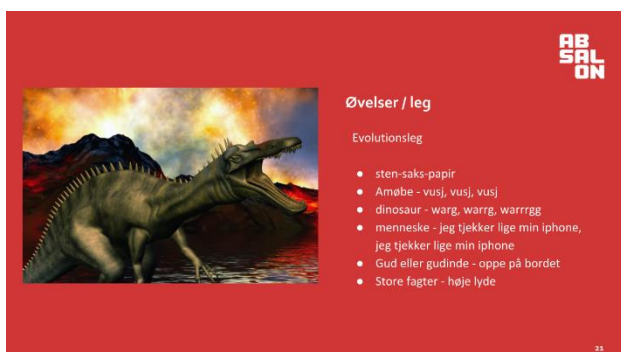 AB
SAL
ON
Øvelser / leg
Evolutionsleg
● sten-saks-papir
● Amøbe - vusj, vusj, vusj
● dinosaur - warg, warrg, warrrgg
● menneske - jeg tjekker lige min iphone,
jeg tjekker lige min iphone
● Gud eller gudinde - oppe på bordet
● Store fagter - høje lyde
21